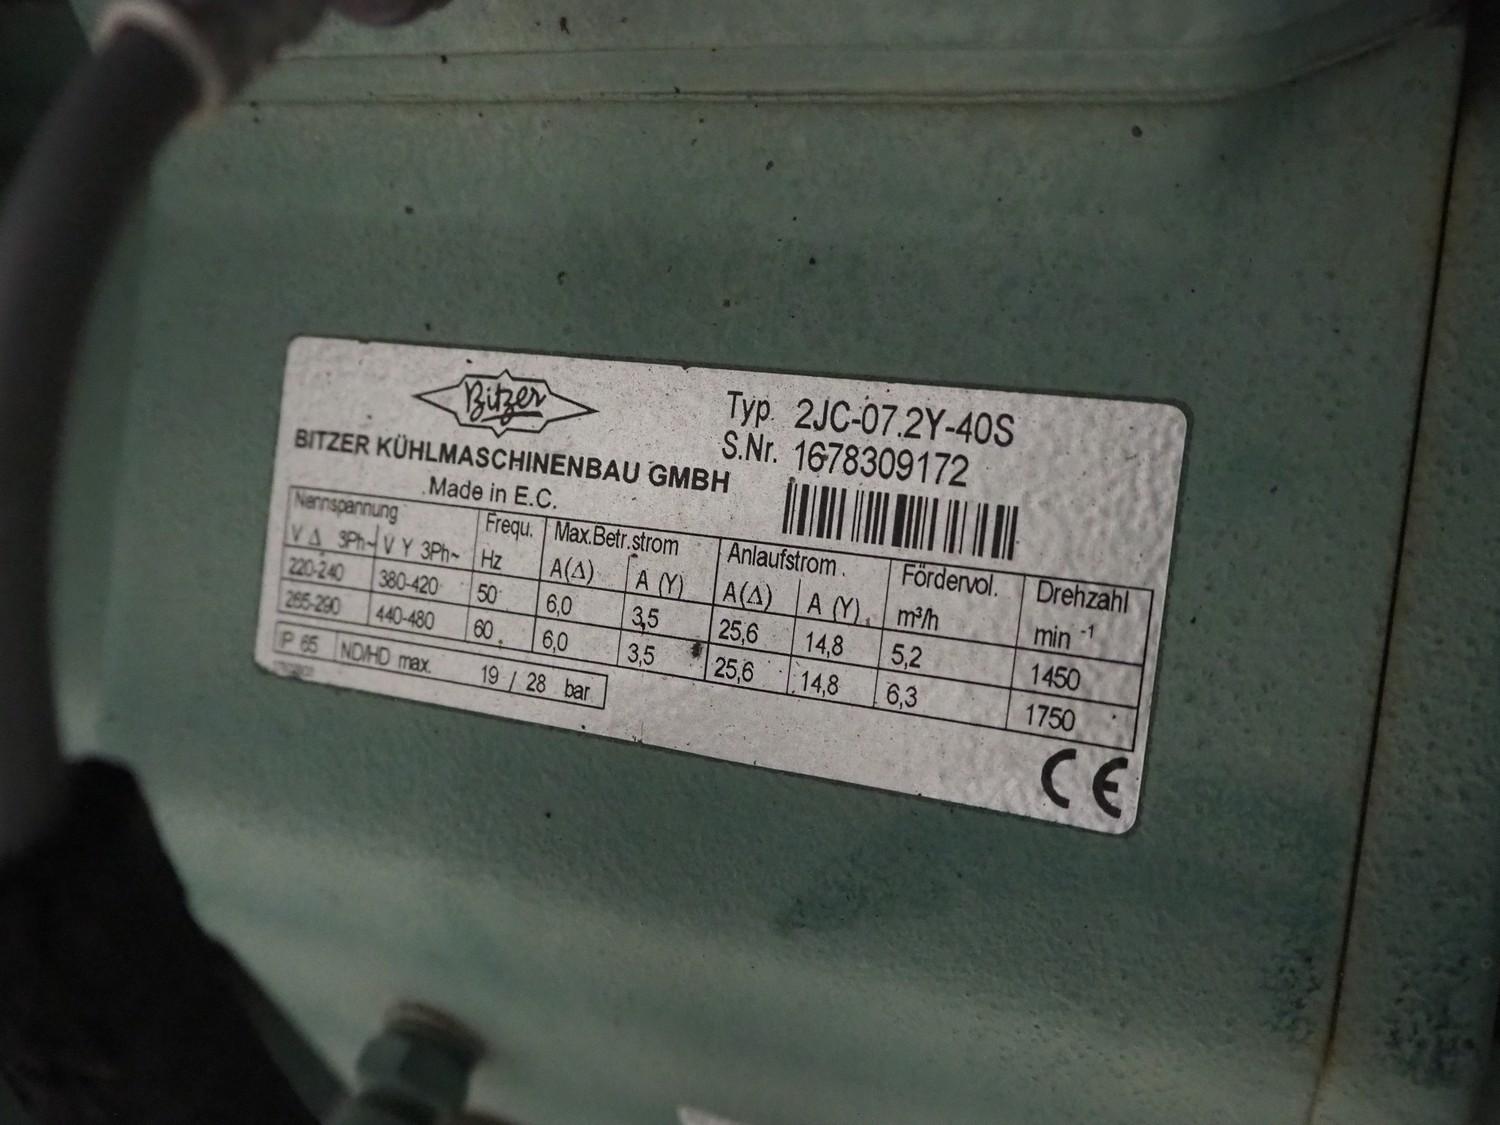 Bitzer
BITZER KÜHLMASCHINENBAU GMBH
Made in E.C.
Typ. 2JC-07.2Y-40S
S.Nr. 1678309172
Nennspannung Frequ. Max.Betr.strom Anlaufstrom. Fördervol. Drehzahl
V Δ 3Ph~ V Y 3Ph~ Hz A(Δ) A (Y) A(Δ) A (Y). m³/h min -1
220-240 380-420 50 6,0 3,5 25,6 14,8 5,2 1450
265-290 440-480 60 6,0 3,5 25,6 14,8 6,3 1750
IP 65 ND/HD max. 19 / 28 bar
CE